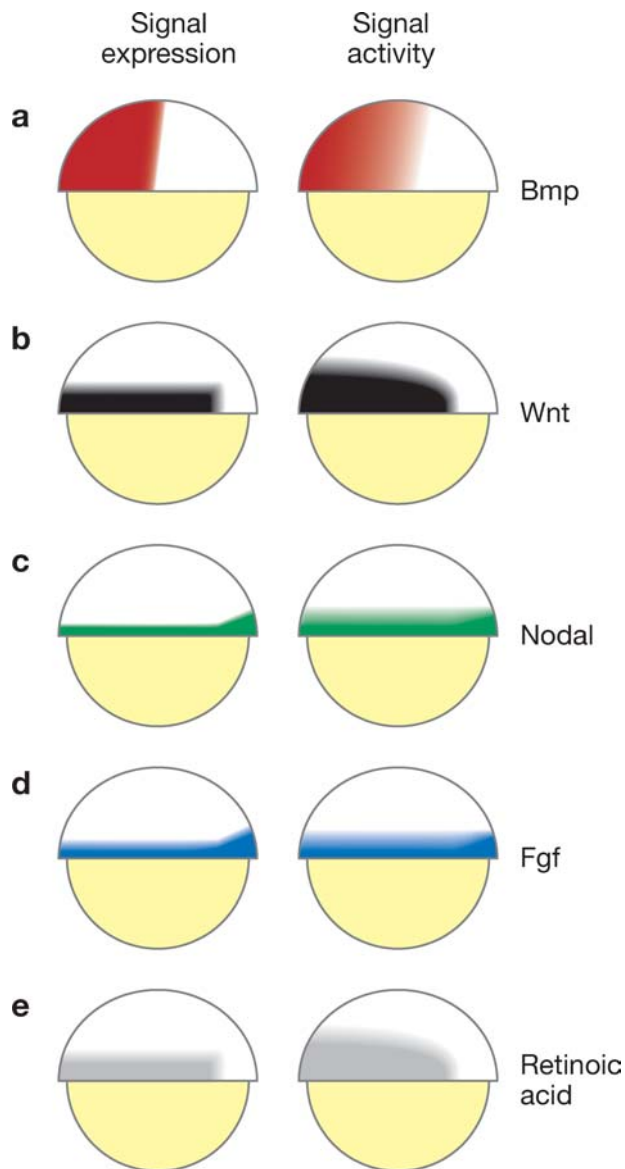 Signal
expression
Signal
activity
a
Bmp
b
Wnt
c
Nodal
d
Fgf
e
Retinoic
acid